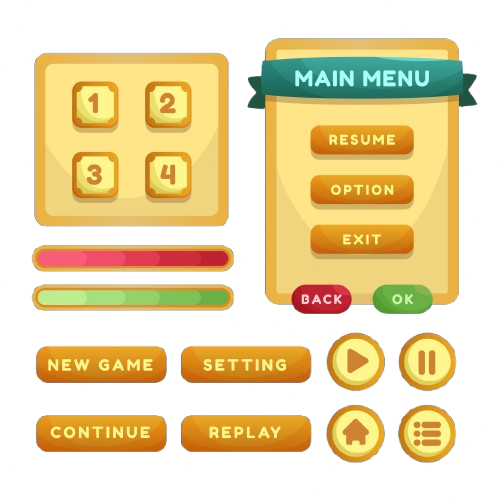 1
2
3
4
MAIN MENU
RESUME
OPTION
EXIT
BACK
OK
NEW GAME
SETTING
CONTINUE
REPLAY